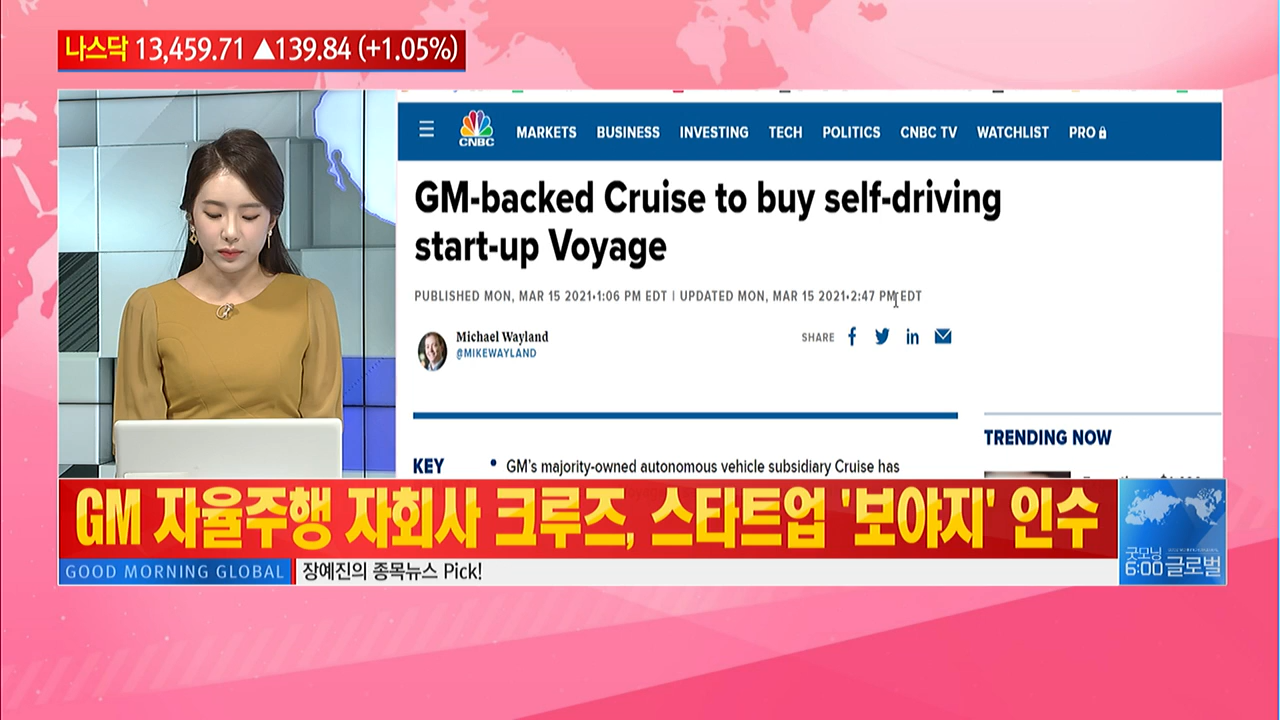 나스닥 13,459.71 ▲139.84 (+1.05%)
CNBC
MARKETS BUSINESS INVESTING TECH POLITICS CNBC TV WATCHLIST PRO
GM-backed Cruise to buy self-driving
start-up Voyage
PUBLISHED MON, MAR 15 2021•1:06 PM EDT | UPDATED MON, MAR 15 2021•2:47 PM EDT
Michael Wayland
@MIKEWAYLAND
SHARE
TRENDING NOW
KEY
• GM's majority-owned autonomous vehicle subsidiary Cruise has
GM 자율주행 자회사 크루즈, 스타트업 '보야지' 인수
GOOD MORNING GLOBAL
장예진의 종목뉴스 Pick!
굿모닝
6:00 글로벌